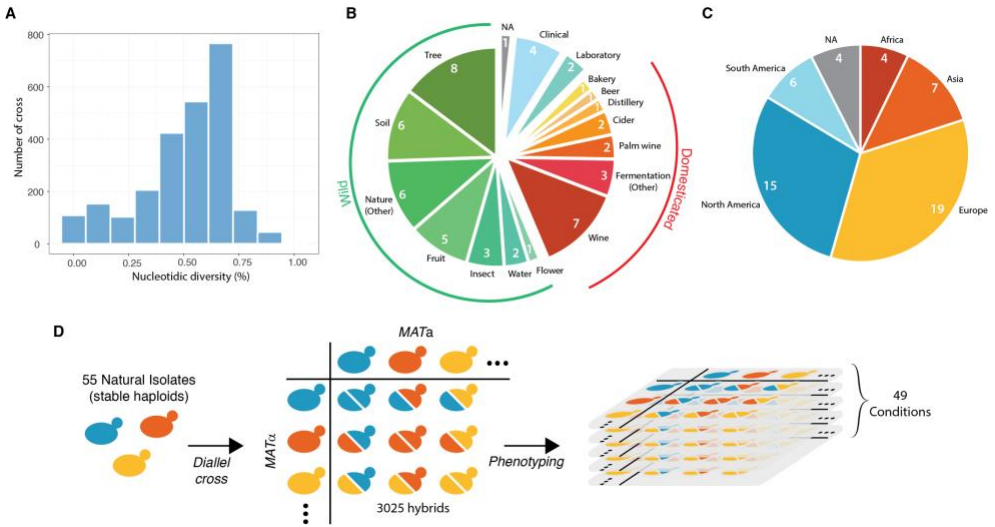 A
800
600
400
200
0
Number of cross
0.00 0.25 0.50 0.75 1.00
Nucleotidic diversity (%)
B
NA
1
Clinical
4
Laboratory
2
Bakery
1
Beer
1
Distillery
1
Cider
2
Palm wine
2
Fermentation
(Other)
3
Wine
7
Flower
1
Water
2
Insect
3
Fruit
5
Nature
(Other)
6
Soil
6
Tree
8
Wild
Domesticated
C
NA
4
Africa
4
Asia
7
Europe
19
North America
15
South America
6
D
55 Natural Isolates
(stable haploids)
Diallel
cross
MATa
MATα
3025 hybrids
Phenotyping
49
Conditions